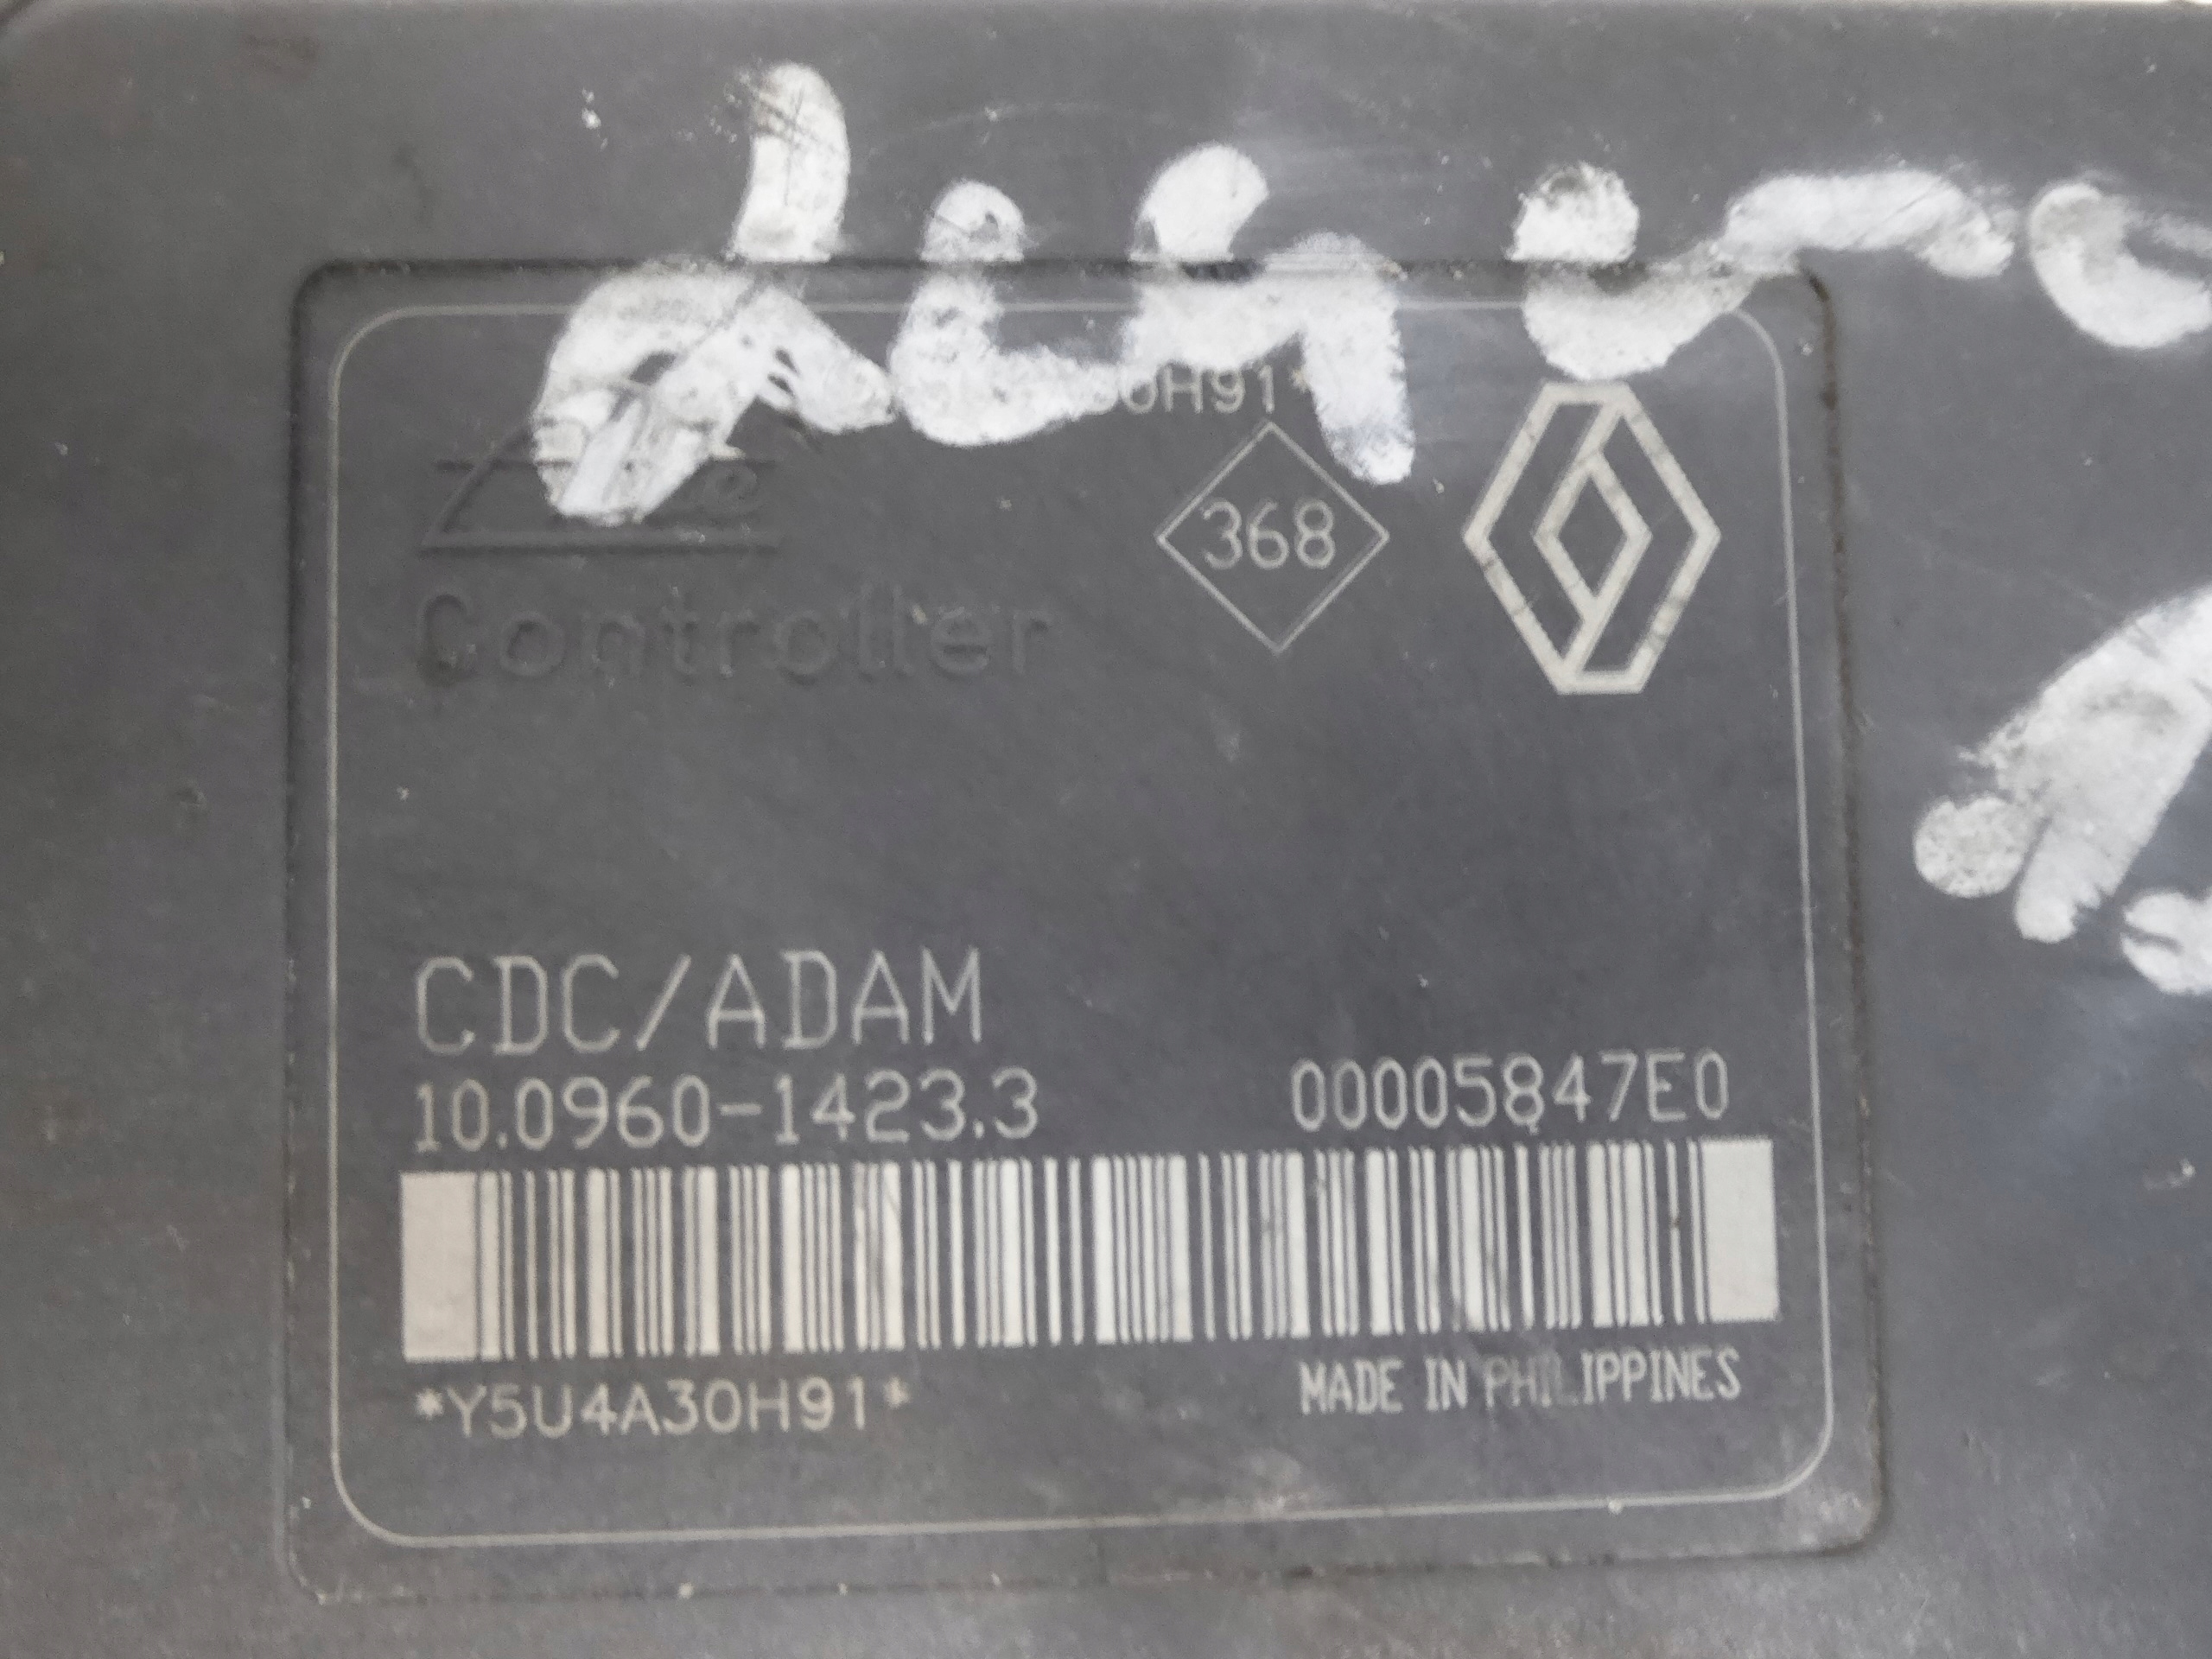 368
Controller
CDC/ADAM
10.0960-1423.3
00005847E0
*Y5U4A30H91*
MADE IN PHILIPPINES